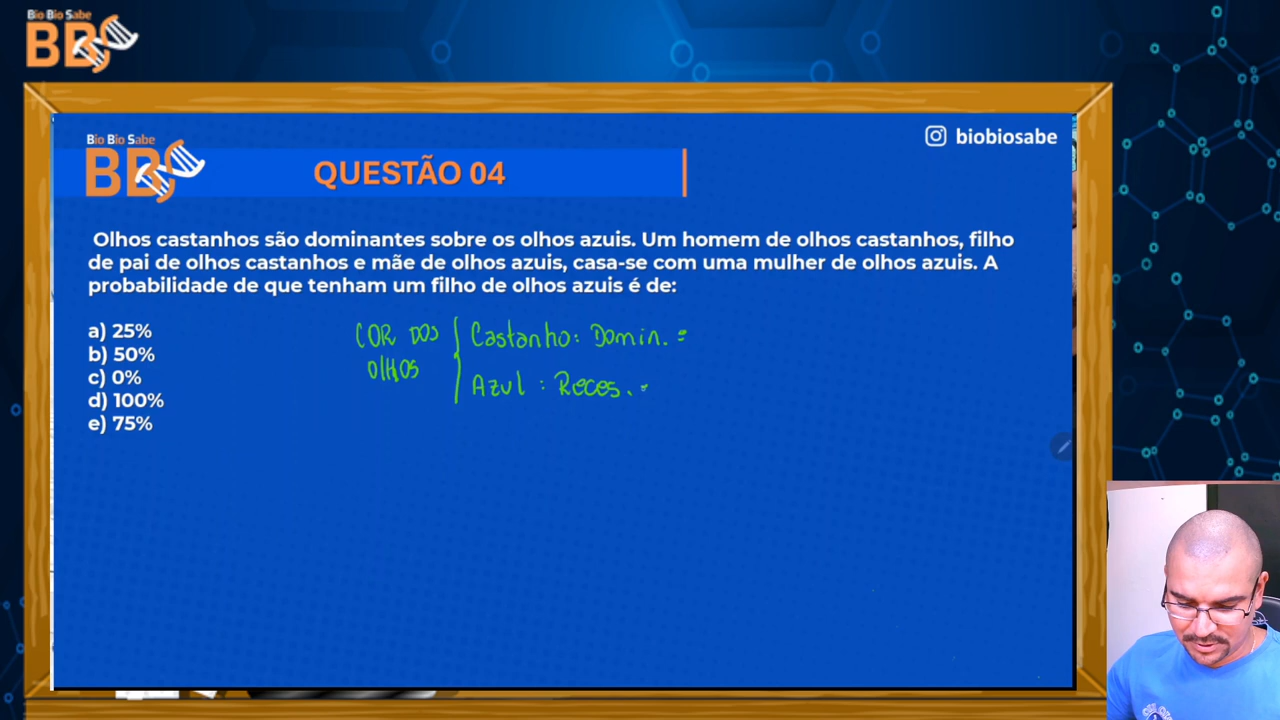 Bio Bio Sabe
BBS
Bio Bio Sabe
BBS
biobiosabe
QUESTÃO 04
Olhos castanhos são dominantes sobre os olhos azuis. Um homem de olhos castanhos, filho
de pai de olhos castanhos e mãe de olhos azuis, casa-se com uma mulher de olhos azuis. A
probabilidade de que tenham um filho de olhos azuis é de:
a) 25%
b) 50%
c) 0%
d) 100%
e) 75%
COR DOS
OLHOS
Castanho: Domin. =
Azul : Reces. =